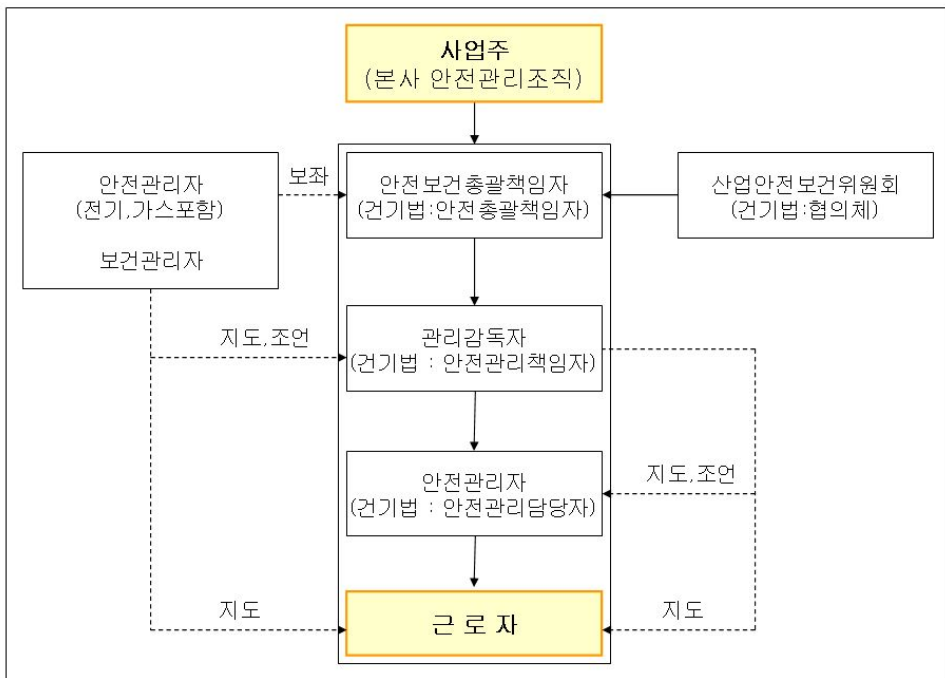 사업주
(본사 안전관리조직)
안전관리자
(전기,가스포함)
보건관리자
보좌
안전보건총괄책임자
(건기법:안전총괄책임자)
산업안전보건위원회
(건기법:협의체)
지도,조언
관리감독자
(건기법 : 안전관리책임자)
안전관리자
(건기법 : 안전관리담당자)
지도,조언
지도
근 로 자
지도